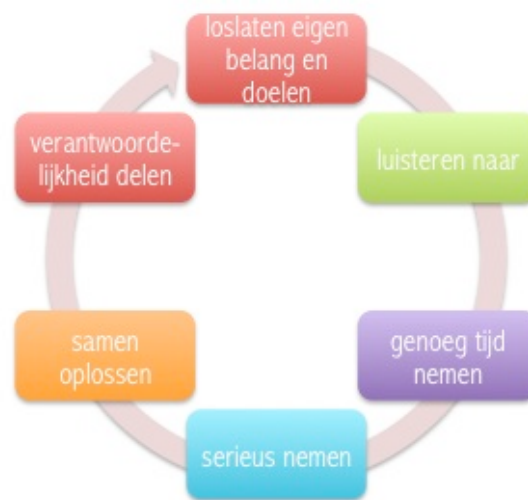 loslaten eigen
belang en
doelen
luisteren naar
genoeg tijd
nemen
serieus nemen
samen
oplossen
verantwoorde-
lijkheid delen